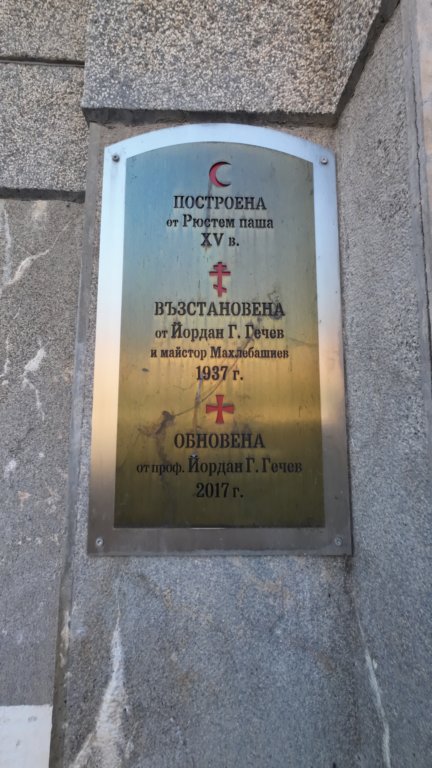 ПОСТРОЕНА
от Рюстем паша
XV в.
ВЪЗСТАНОВЕНА
от Йордан Г. Гечев
и майстор Махлебашиев
1937 г.
ОБНОВЕНА
от проф. Йордан Г. Гечев
2017 г.